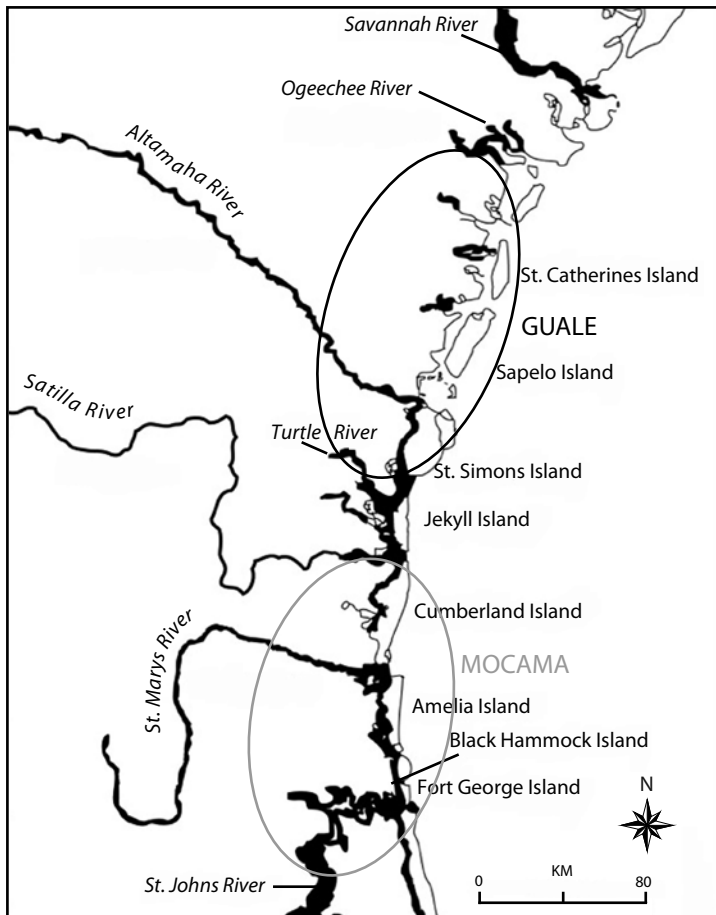 Savannah River
Ogeechee River
Altamaha River
St. Catherines Island
GUALE
Sapelo Island
Satilla River
Turtle River
St. Simons Island
Jekyll Island
Cumberland Island
St. Marys River
MOCAMA
Amelia Island
Black Hammock Island
Fort George Island
N
KM
0
80
St. Johns River